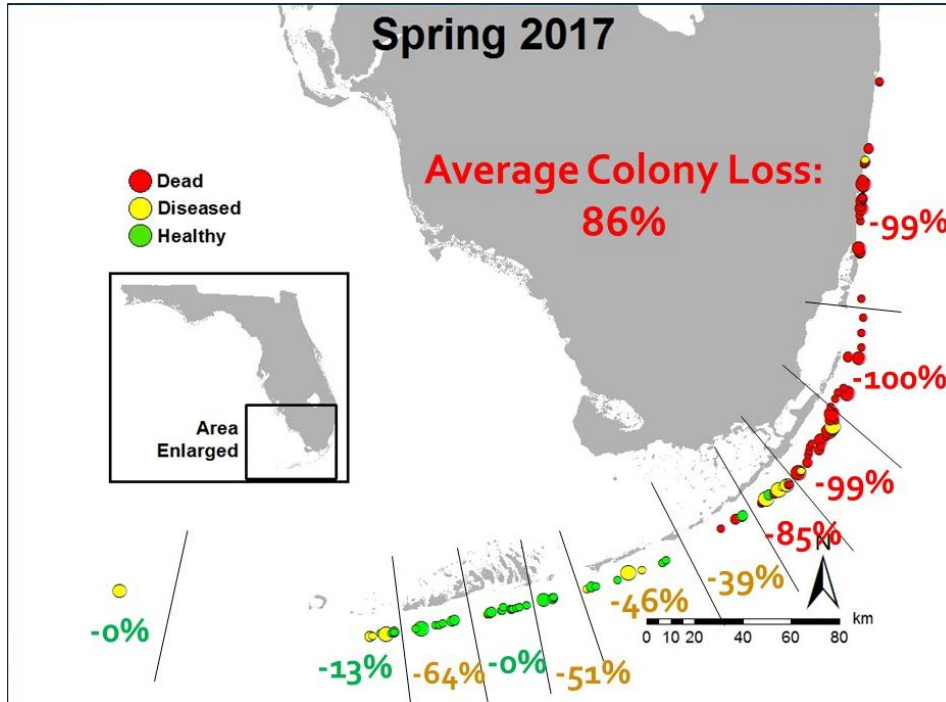 Spring 2017
Dead
Diseased
Healthy
Average Colony Loss:
86%
-99%
-100%
Area
Enlarged
-99%
-85%
N
-39%
-46%
km
0 10 20 40 60 80
-0%
-13%
-64%
-0%
-51%